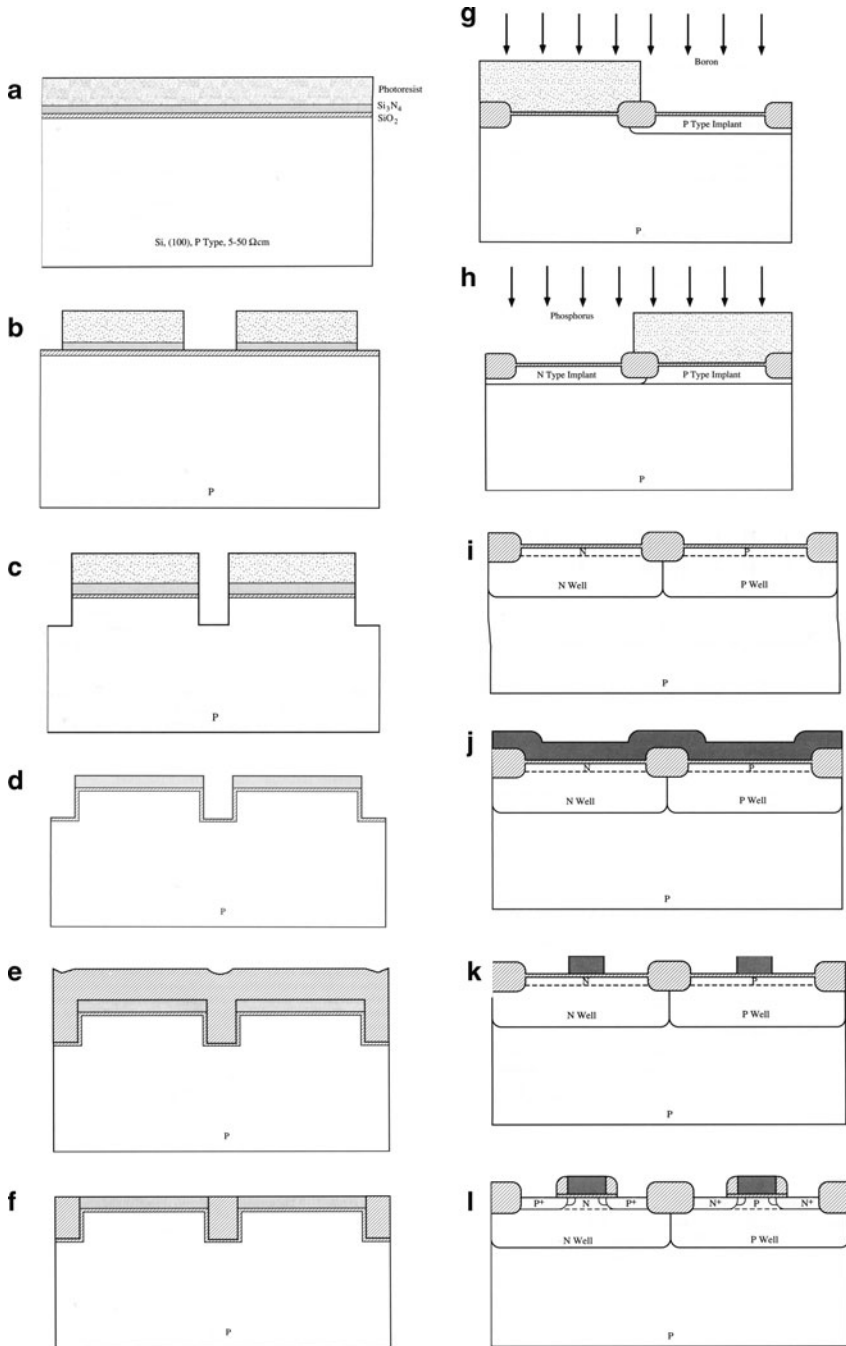 a
Photoresist
Si3N4
SiO2
Si, (100), P Type, 5-50 Ωcm
b
P
c
P
d
P
e
P
f
P
g
Boron
P Type Implant
P
h
Phosphorus
N Type Implant P Type Implant
P
i
N P
N Well P Well
P
j
N P
N Well P Well
P
k
N P
N Well P Well
P
l
P+ N P+ N+ P N+
N Well P Well
P